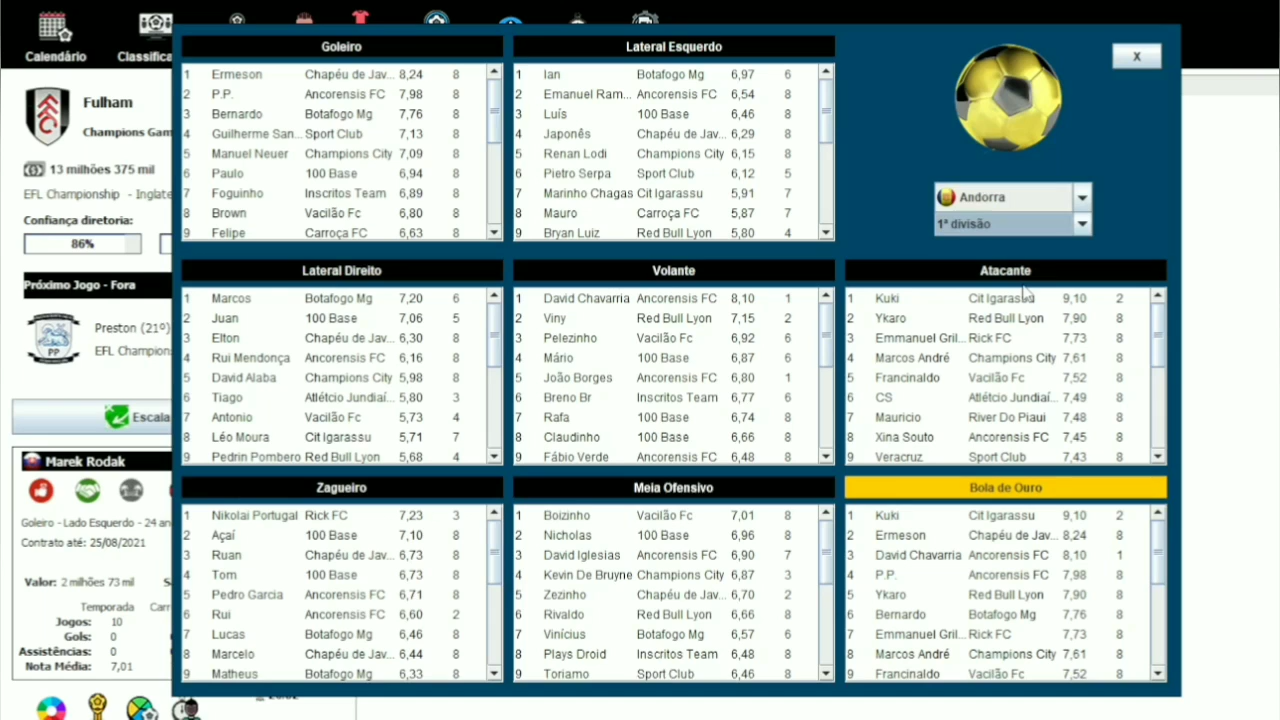 Calendário
Classifica
Fulham
Champions Gam
13 milhões 375 mil
EFL Championship - Inglate
Confiança diretoria:
86%
Próximo Jogo - Fora
Preston (21º)
EFL Champion
Escala
Marek Rodak
Goleiro - Lado Esquerdo - 24 an
Contrato até: 25/08/2021
Valor: 2 milhões 73 mil
Temporada
Jogos: 10
Gols: 0
Assistências: 0
Nota Média: 7,01
Goleiro
1 Ermeson Chapéu de Jav... 8,24 8
2 P.P. Ancorensis FC 7,98 8
3 Bernardo Botafogo Mg 7,76 8
4 Guilherme San... Sport Club 7,13 8
5 Manuel Neuer Champions City 7,09 8
6 Paulo 100 Base 6,94 8
7 Foguinho Inscritos Team 6,89 8
8 Brown Vacilão Fc 6,80 8
9 Felipe Carroça FC 6,63 8
Lateral Esquerdo
1 Ian Botafogo Mg 6,97 6
2 Emanuel Ram... Ancorensis FC 6,54 8
3 Luís 100 Base 6,46 8
4 Japonês Chapéu de Jav... 6,29 8
5 Renan Lodi Champions City 6,15 8
6 Pietro Serpa Sport Club 6,12 5
7 Marinho Chagas Cit Igarassu 5,91 7
8 Mauro Carroça FC 5,87 7
9 Bryan Luiz Red Bull Lyon 5,80 4
X
Andorra
1ª divisão
Lateral Direito
1 Marcos Botafogo Mg 7,20 6
2 Juan 100 Base 7,06 5
3 Elton Chapéu de Jav... 6,30 8
4 Rui Mendonça Ancorensis FC 6,16 8
5 David Alaba Champions City 5,98 8
6 Tiago Atlétcio Jundiaí... 5,80 3
7 Antonio Vacilão Fc 5,73 4
8 Léo Moura Cit Igarassu 5,71 7
9 Pedrin Pombero Red Bull Lyon 5,68 4
Volante
1 David Chavarria Ancorensis FC 8,10 1
2 Viny Red Bull Lyon 7,15 2
3 Pelezinho Vacilão Fc 6,92 6
4 Mário 100 Base 6,87 6
5 João Borges Ancorensis FC 6,80 1
6 Breno Br Inscritos Team 6,77 6
7 Rafa 100 Base 6,74 8
8 Claudinho 100 Base 6,66 8
9 Fábio Verde Ancorensis FC 6,48 8
Atacante
1 Kuki Cit Igarassu 9,10 2
2 Ykaro Red Bull Lyon 7,90 8
3 Emmanuel Gril... Rick FC 7,73 8
4 Marcos André Champions City 7,61 8
5 Francinaldo Vacilão Fc 7,52 8
6 CS Atlétcio Jundiaí... 7,49 8
7 Mauricio River Do Piaui 7,48 8
8 Xina Souto Ancorensis FC 7,45 8
9 Veracruz Sport Club 7,43 8
Zagueiro
1 Nikolai Portugal Rick FC 7,23 3
2 Açaí 100 Base 7,10 8
3 Ruan Chapéu de Jav... 6,73 8
4 Tom 100 Base 6,73 8
5 Pedro Garcia Ancorensis FC 6,71 8
6 Rui Ancorensis FC 6,60 2
7 Lucas Botafogo Mg 6,46 8
8 Marcelo Chapéu de Jav... 6,44 8
9 Matheus Botafogo Mg 6,33 8
Meia Ofensivo
1 Boizinho Vacilão Fc 7,01 8
2 Nicholas 100 Base 6,96 8
3 David Iglesias Ancorensis FC 6,90 7
4 Kevin De Bruyne Champions City 6,87 3
5 Zezinho Chapéu de Jav... 6,70 2
6 Rivaldo Red Bull Lyon 6,66 8
7 Vinícius Botafogo Mg 6,57 6
8 Plays Droid Inscritos Team 6,48 8
9 Toriamo Sport Club 6,46 8
Bola de Ouro
1 Kuki Cit Igarassu 9,10 2
2 Ermeson Chapéu de Jav... 8,24 8
3 David Chavarria Ancorensis FC 8,10 1
4 P.P. Ancorensis FC 7,98 8
5 Ykaro Red Bull Lyon 7,90 8
6 Bernardo Botafogo Mg 7,76 8
7 Emmanuel Gril... Rick FC 7,73 8
8 Marcos André Champions City 7,61 8
9 Francinaldo Vacilão Fc 7,52 8